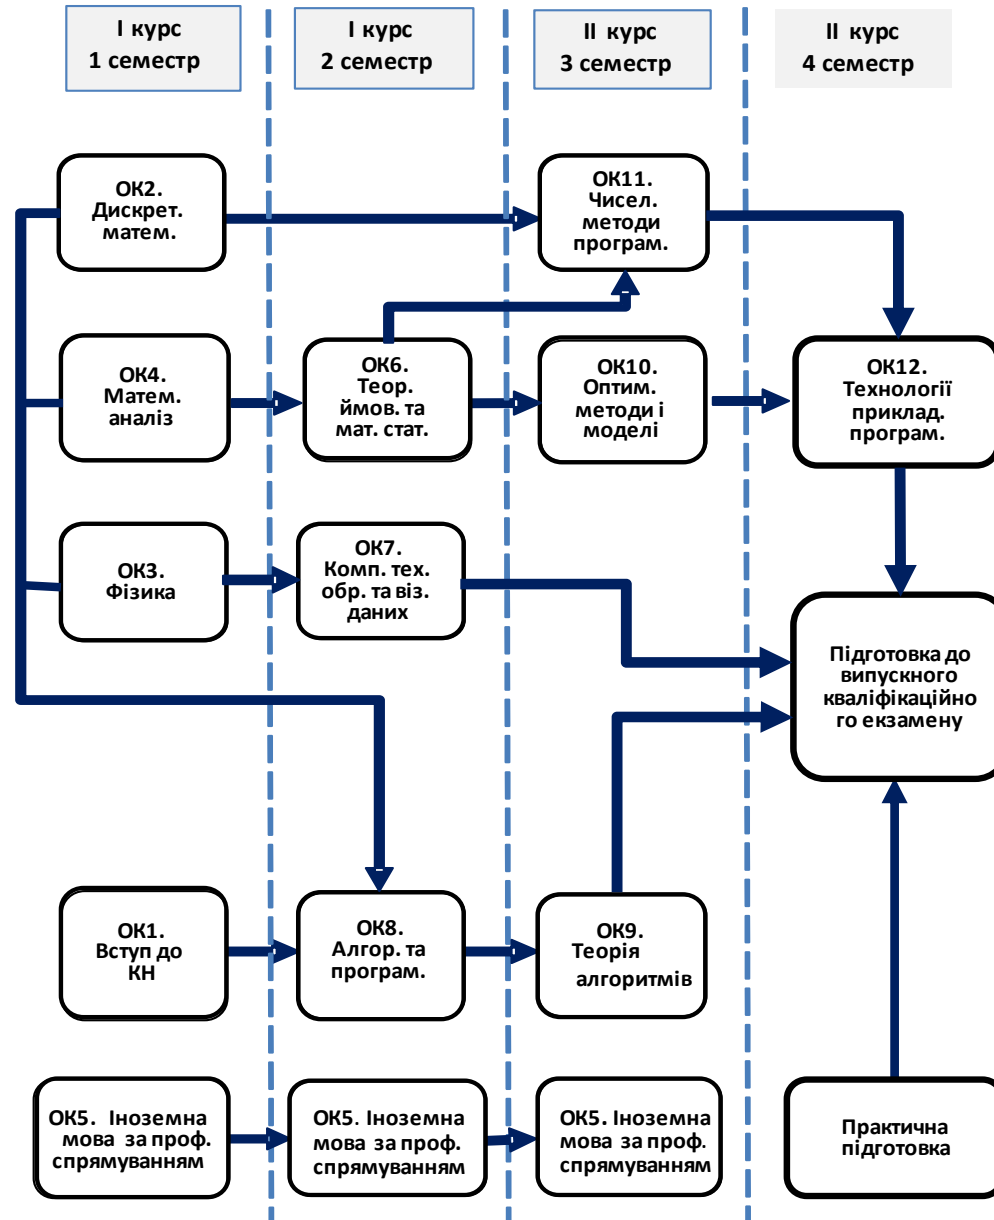 І курс
1 семестр
І курс
2 семестр
ІІ курс
3 семестр
ІІ курс
4 семестр
ОК2.
Дискрет.
матем.
ОК11.
Чисел.
методи
програм.
ОК4.
Матем.
аналіз
ОК6.
Теор.
ймов. та
мат. стат.
ОК10.
Оптим.
методи і
моделі
ОК12.
Технології
приклад.
програм.
ОК3.
Фізика
ОК7.
Комп. тех.
обр. та віз.
даних
Підготовка до
випускного
кваліфікаційно
го екзамену
ОК1.
Вступ до
КН
ОК8.
Алгор. та
програм.
ОК9.
Теорія
алгоритмів
ОК5. Іноземна
мова за проф.
спрямуванням
ОК5. Іноземна
мова за проф.
спрямуванням
ОК5. Іноземна
мова за проф.
спрямуванням
Практична
підготовка